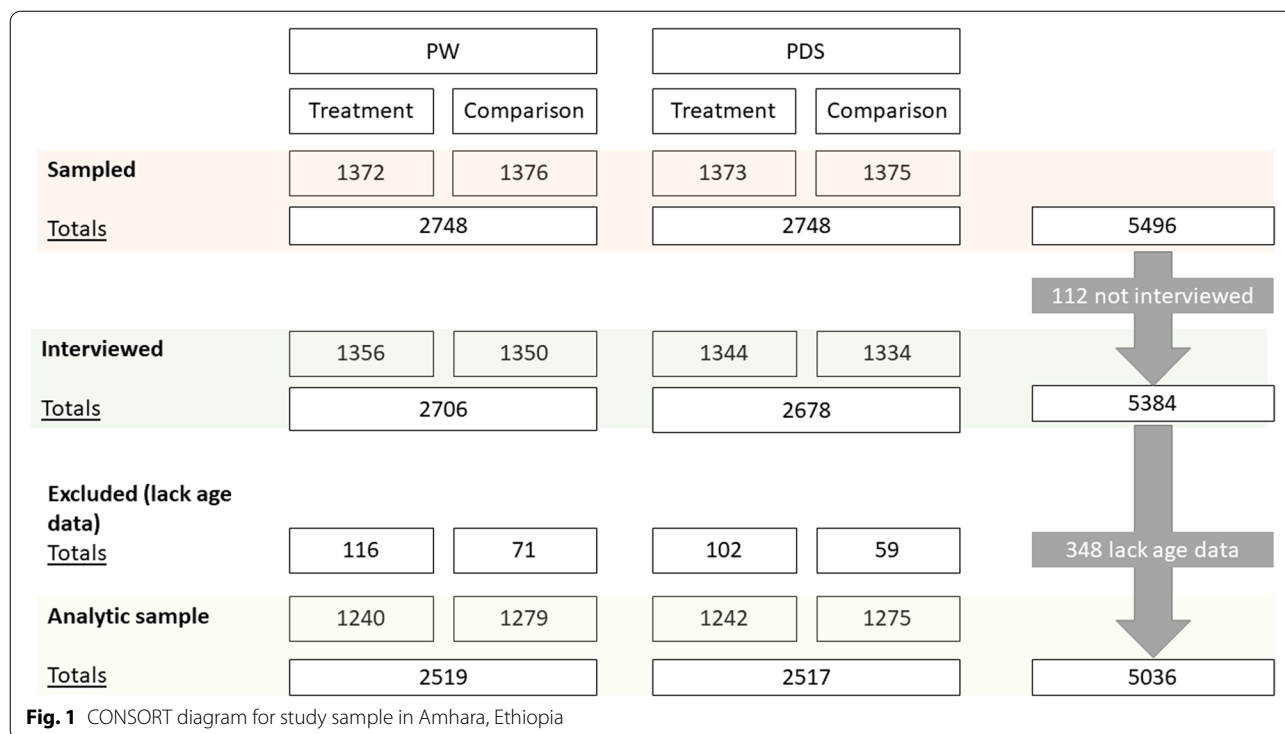 PW PDS
Treatment Comparison Treatment Comparison
Sampled 1372 1376 1373 1375
Totals 2748 2748 5496
112 not interviewed
Interviewed 1356 1350 1344 1334
Totals 2706 2678 5384
Excluded (lack age
data)
Totals 116 71 102 59 348 lack age data
Analytic sample 1240 1279 1242 1275
Totals 2519 2517 5036
Fig. 1 CONSORT diagram for study sample in Amhara, Ethiopia